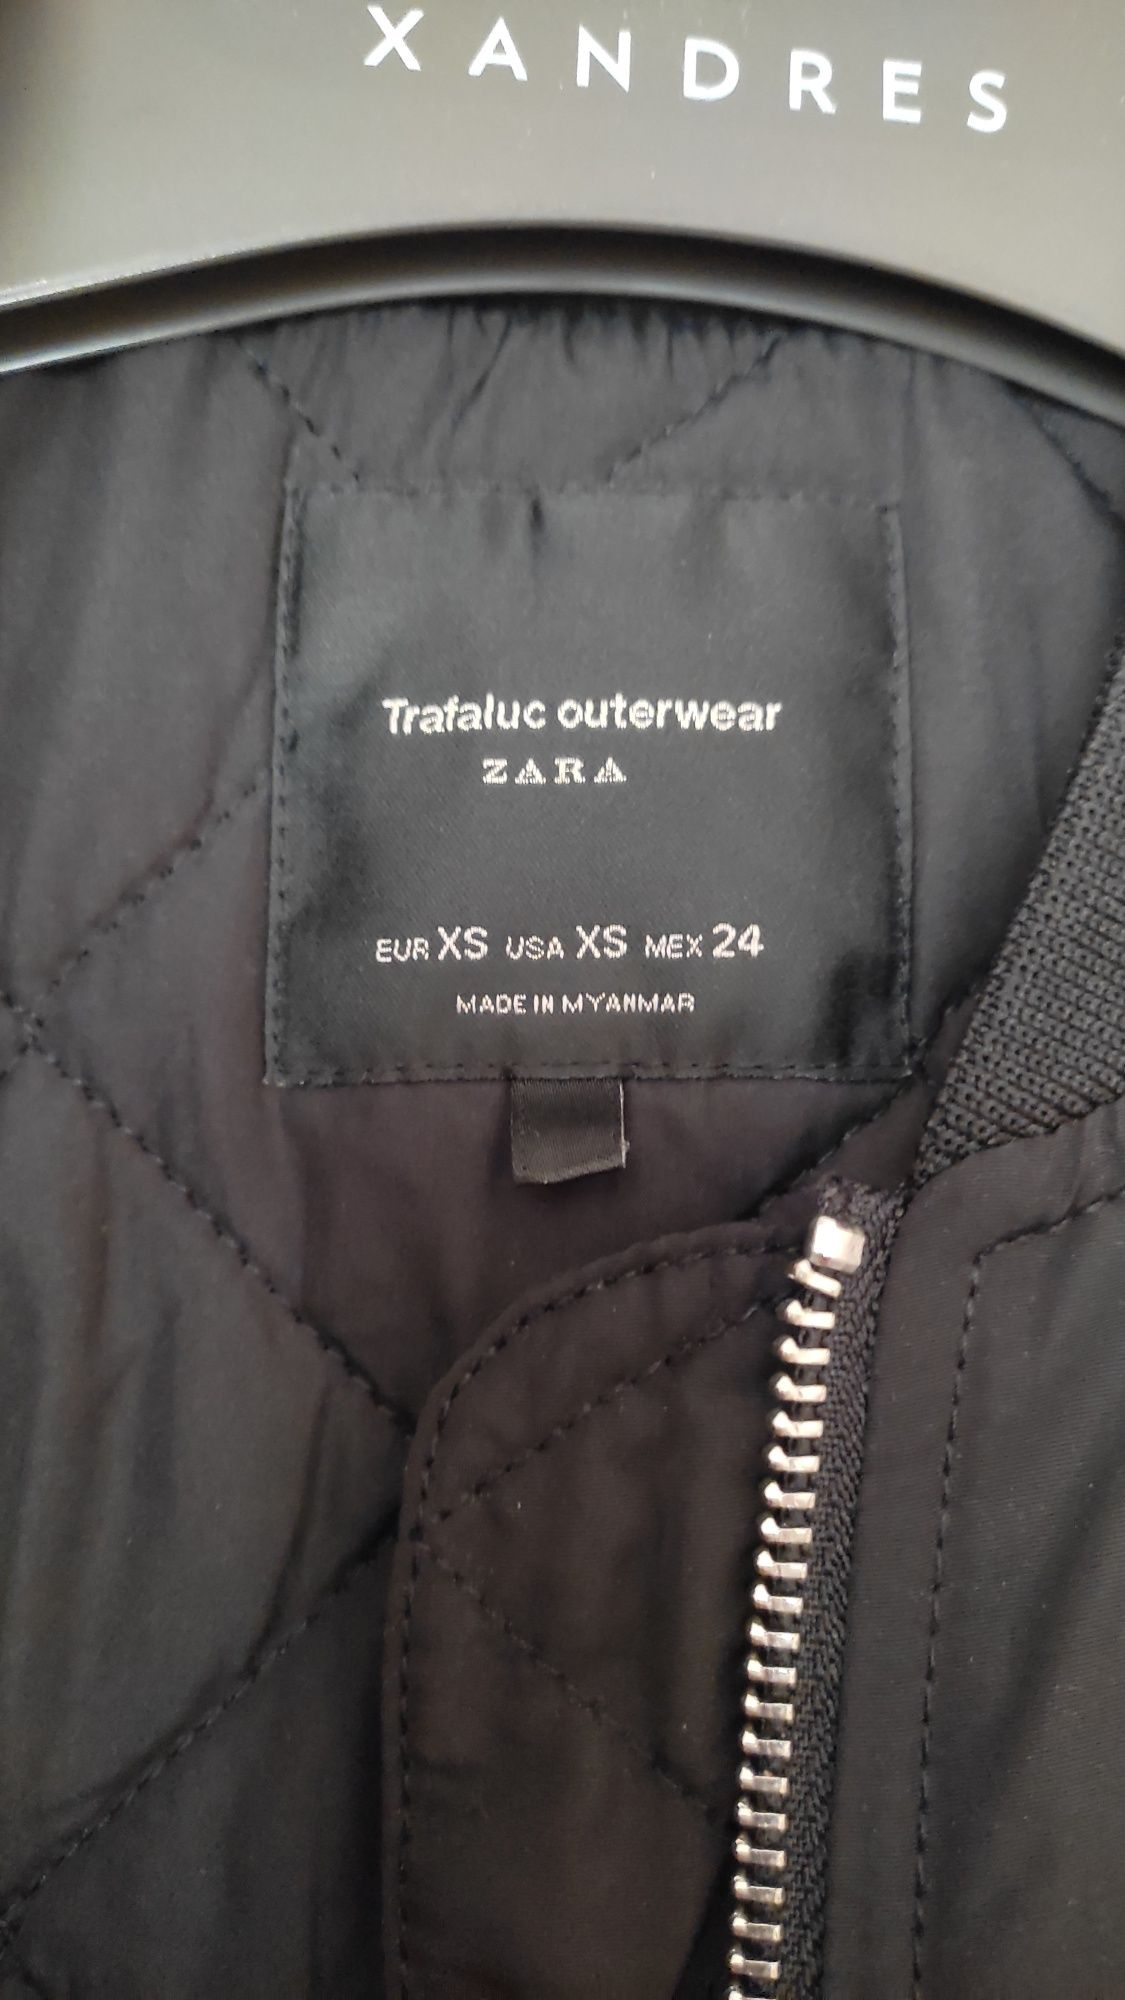 XANDRES
Trafaluc outerwear
ZARA
EUR XS USA XS MEX 24
MADE IN MYANMAR